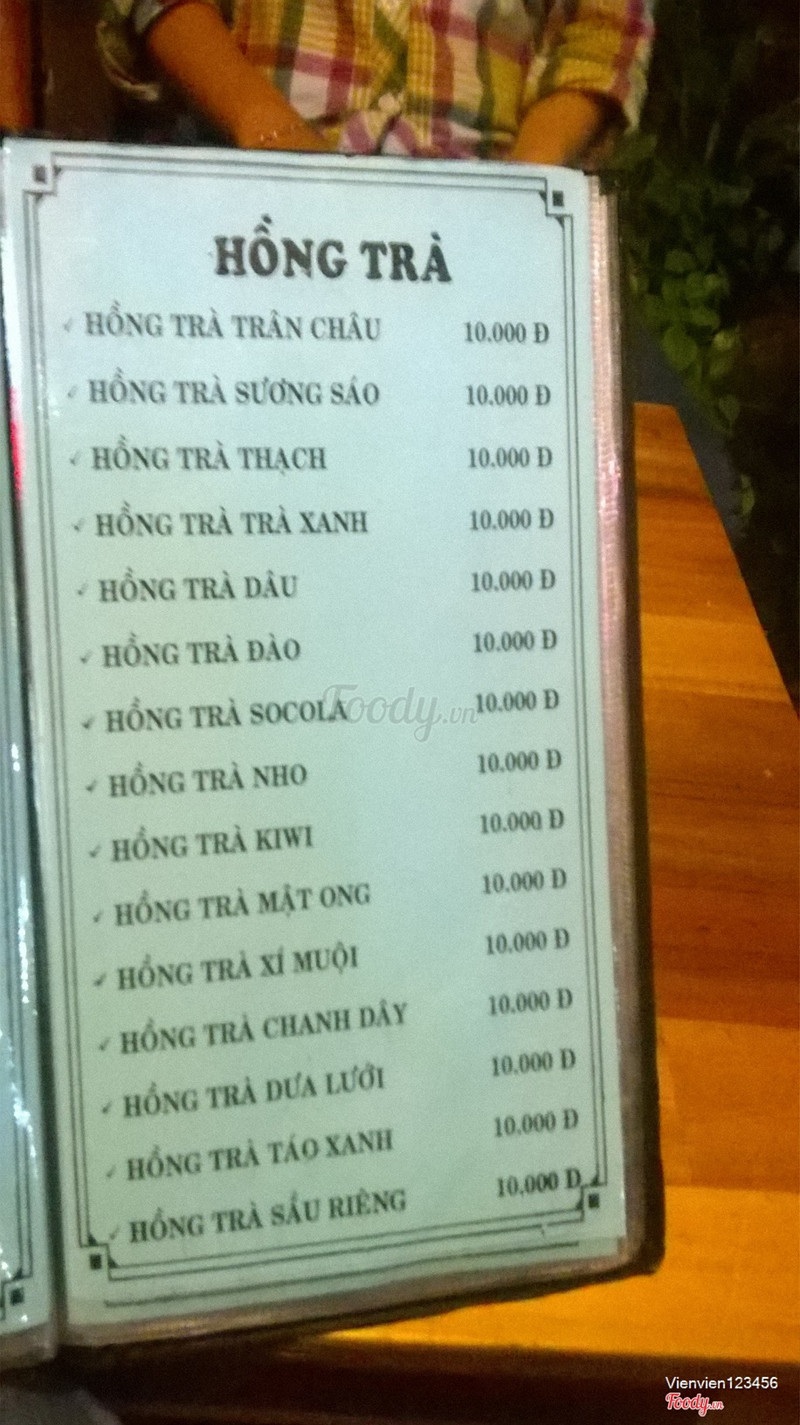 HỒNG TRÀ
HỒNG TRÀ TRÂN CHÂU 10.000 Đ
HỒNG TRÀ SƯƠNG SÁO 10.000 Đ
HỒNG TRÀ THẠCH 10.000 Đ
HỒNG TRÀ TRÀ XANH 10.000 Đ
HỒNG TRÀ DÂU 10.000 Đ
HỒNG TRÀ ĐÀO 10.000 Đ
HỒNG TRÀ SOCOLA 10.000 Đ
Foody.vn
HỒNG TRÀ NHO 10.000 Đ
HỒNG TRÀ KIWI 10.000 Đ
HỒNG TRÀ MẬT ONG 10.000 Đ
HỒNG TRÀ XÍ MUỘI 10.000 Đ
HỒNG TRÀ CHANH DÂY 10.000 Đ
HỒNG TRÀ DƯA LƯỚI 10.000 Đ
HỒNG TRÀ TÁO XANH 10.000 Đ
HỒNG TRÀ SẦU RIÊNG 10.000 Đ
Vienvien123456
Foody.vn